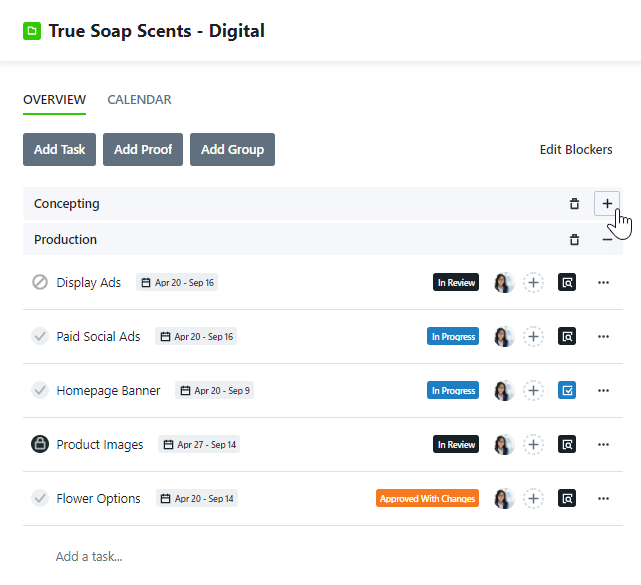 True Soap Scents - Digital
OVERVIEW CALENDAR
Add Task Add Proof Add Group Edit Blockers
Concepting
Production
Display Ads Apr 20 - Sep 16 In Review
Paid Social Ads Apr 20 - Sep 16 In Progress
Homepage Banner Apr 20 - Sep 9 In Progress
Product Images Apr 27 - Sep 14 In Review
Flower Options Apr 20 - Sep 14 Approved With Changes
Add a task...